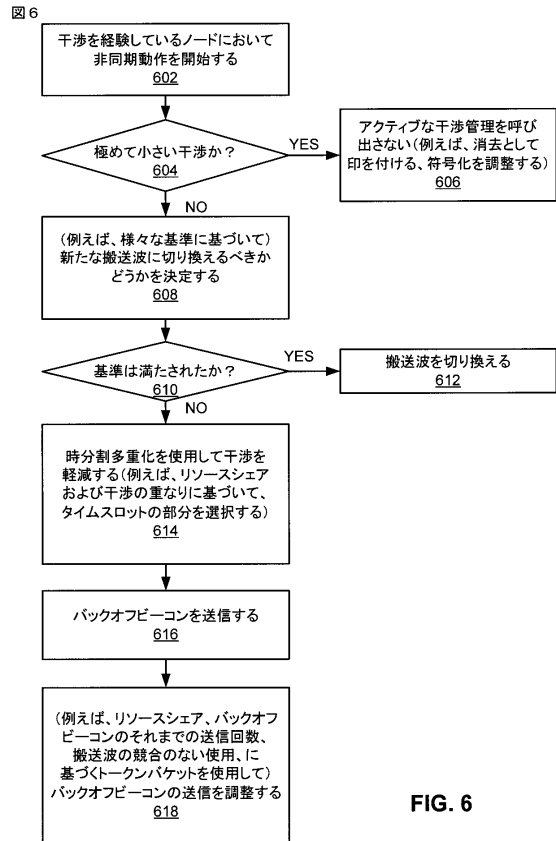 図6
干渉を経験しているノードにおいて
非同期動作を開始する
602
極めて小さい干渉か？
604
YES
アクティブな干渉管理を呼び
出さない(例えば、消去として
印を付ける、符号化を調整する)
606
NO
(例えば、様々な基準に基づいて)
新たな搬送波に切り換えるべきか
どうかを決定する
608
基準は満たされたか？
610
YES
搬送波を切り換える
612
NO
時分割多重化を使用して干渉を
軽減する(例えば、リソースシェア
および干渉の重なりに基づいて、
タイムスロットの部分を選択する)
614
バックオフビーコンを送信する
616
(例えば、リソースシェア、バックオフ
ビーコンのそれまでの送信回数、
搬送波の競合のない使用、に
基づくトークンバケットを使用して)
バックオフビーコンの送信を調整する
618
FIG. 6